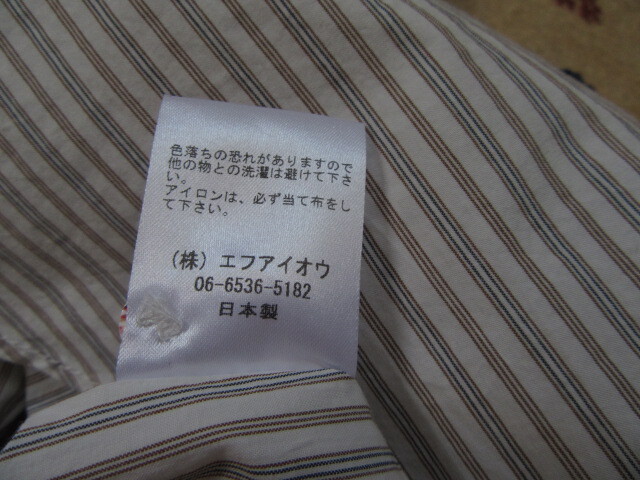 色落ちの恐れがありますので
他の物との洗濯は避けて下さ
い。
アイロンは、必ず当て布をし
て下さい。
（株）エフアイオウ
06-6536-5182
日本製